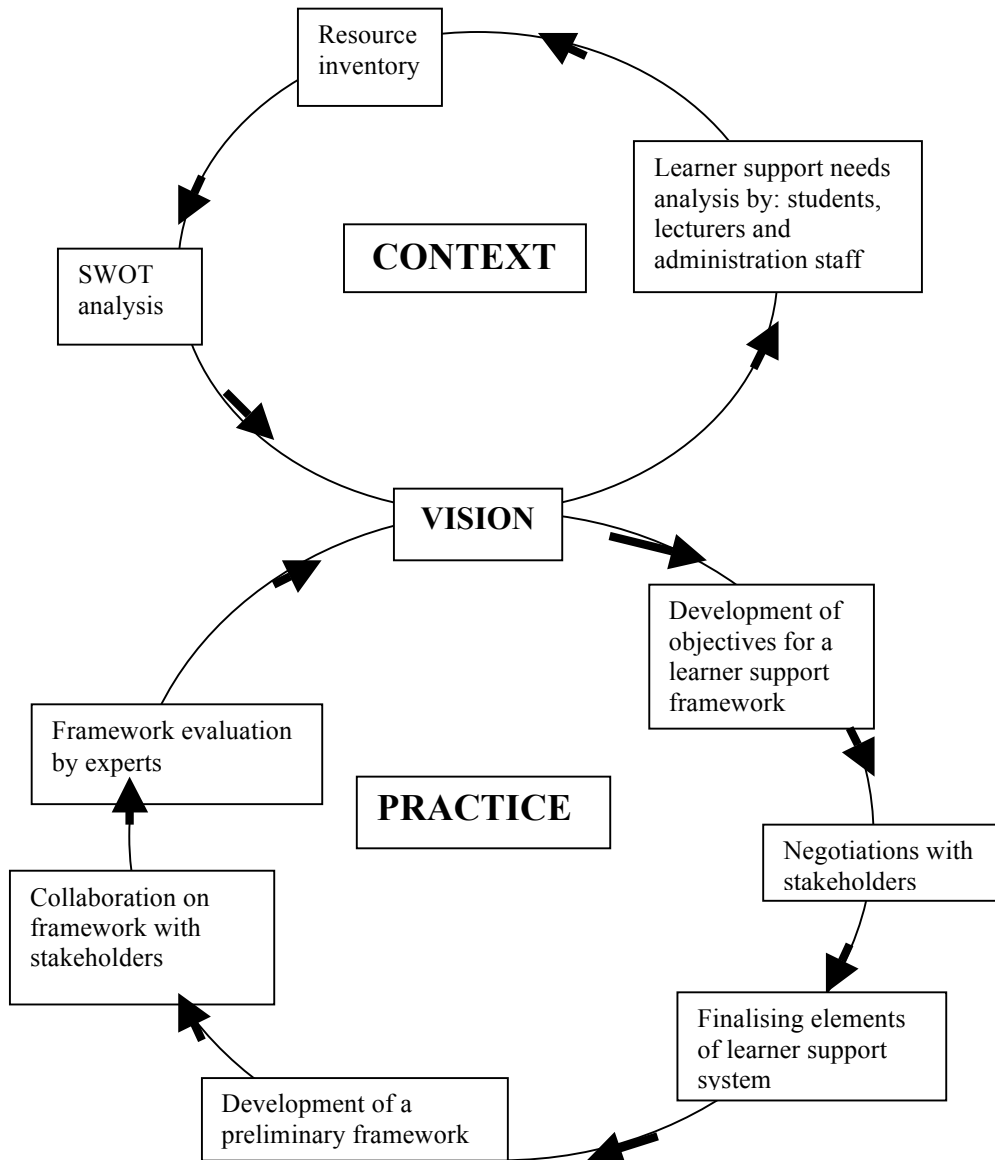 Resource
inventory
Learner support needs
analysis by: students,
lecturers and
administration staff
CONTEXT
SWOT
analysis
VISION
Development of
objectives for a
learner support
framework
Framework evaluation
by experts
PRACTICE
Negotiations with
stakeholders
Collaboration on
framework with
stakeholders
Finalising elements
of learner support
system
Development of a
preliminary framework